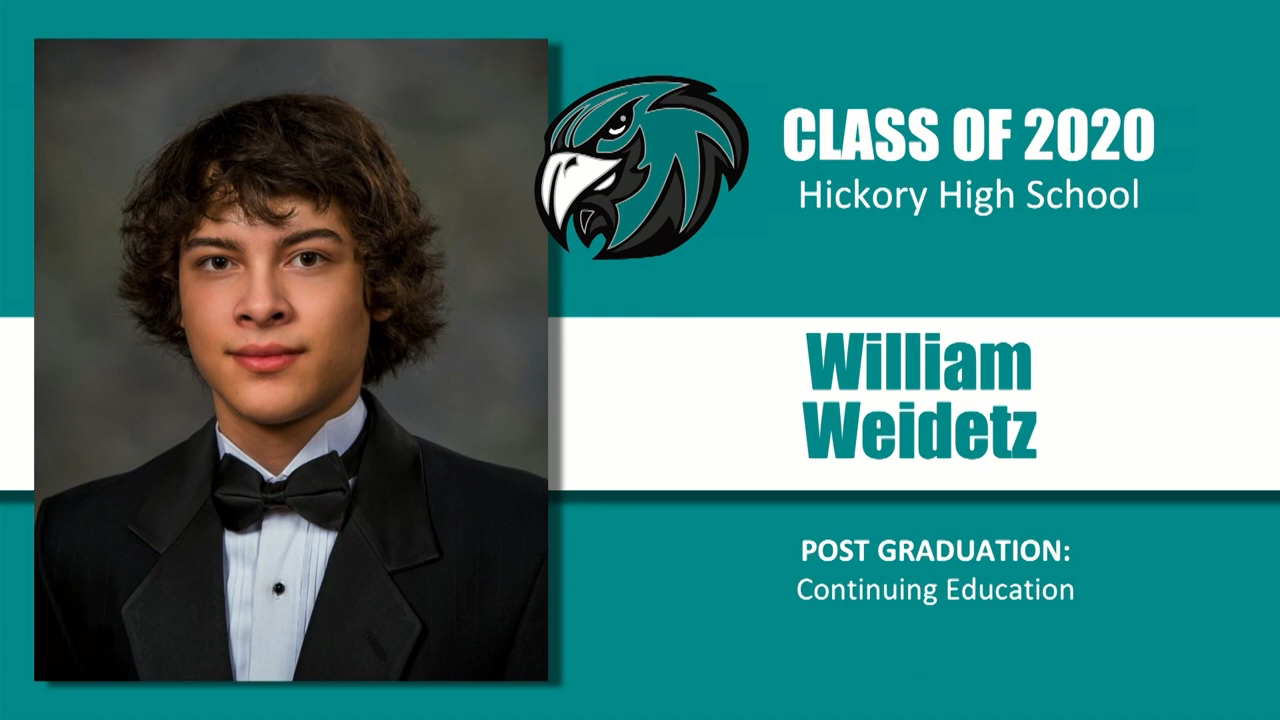 CLASS OF 2020
Hickory High School
William
Weidetz
POST GRADUATION:
Continuing Education